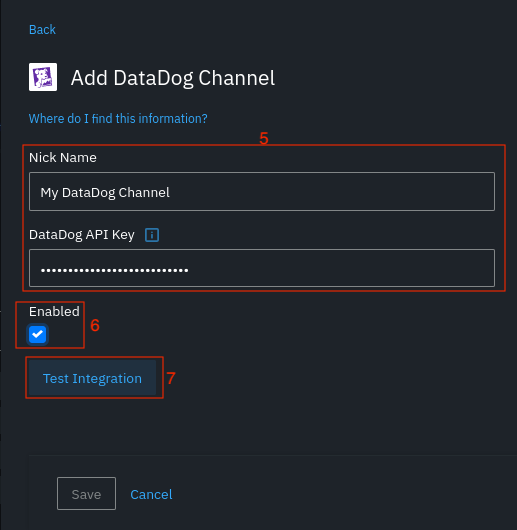 Back
Add DataDog Channel
Where do I find this information?
5
Nick Name
My DataDog Channel
DataDog API Key
•••••••••••••••••••••••••••
Enabled
6
Test Integration
7
Save Cancel